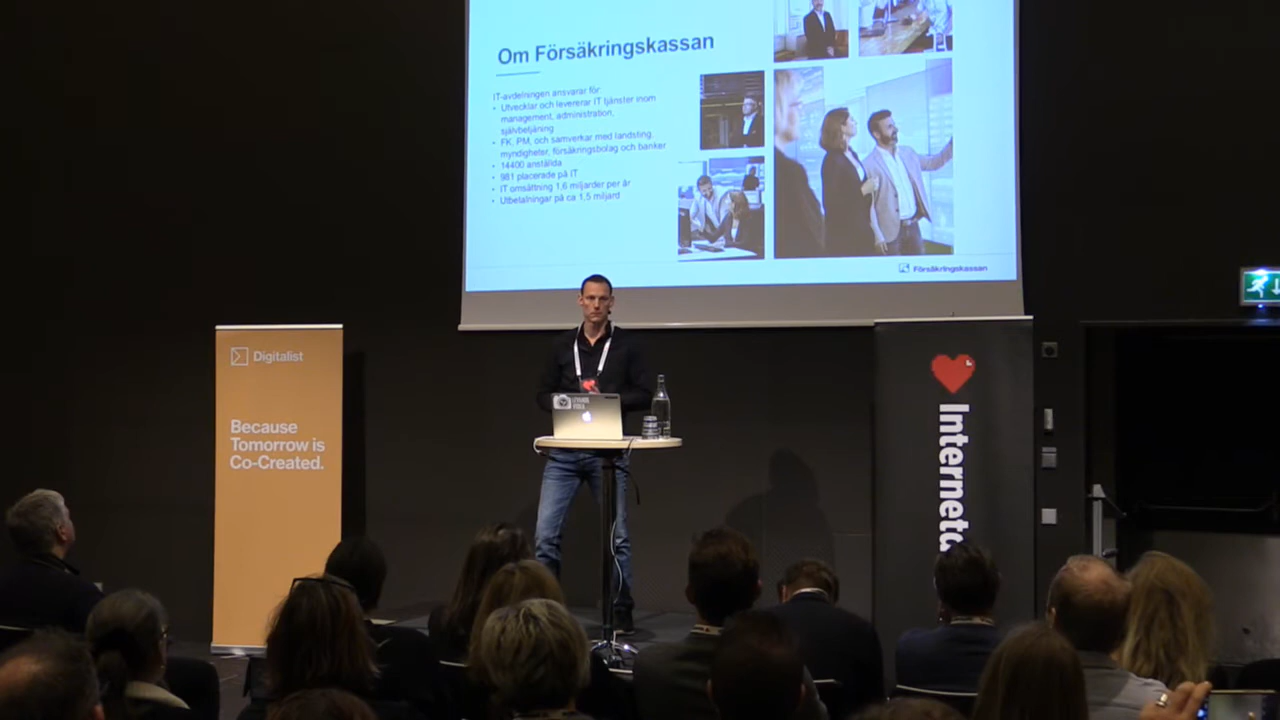 Om Försäkringskassan
IT-avdelningen ansvarar för:
• Utvecklar och levererar IT tjänster inom
management, administration,
självbetjäning
• FK, PM, och samverkar med landsting,
myndigheter, försäkringsbolag och banker
• 14400 anställda
• 981 placerade på IT
• IT omsättning 1,6 miljarder per år
• Utbetalningar på ca 1,5 miljard
Försäkringskassan
Digitalist
Because
Tomorrow is
Co-Created.
Internetd